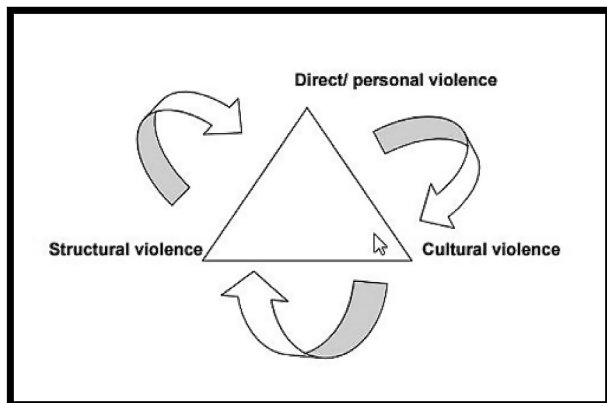 Direct/ personal violence
Structural violence
Cultural violence